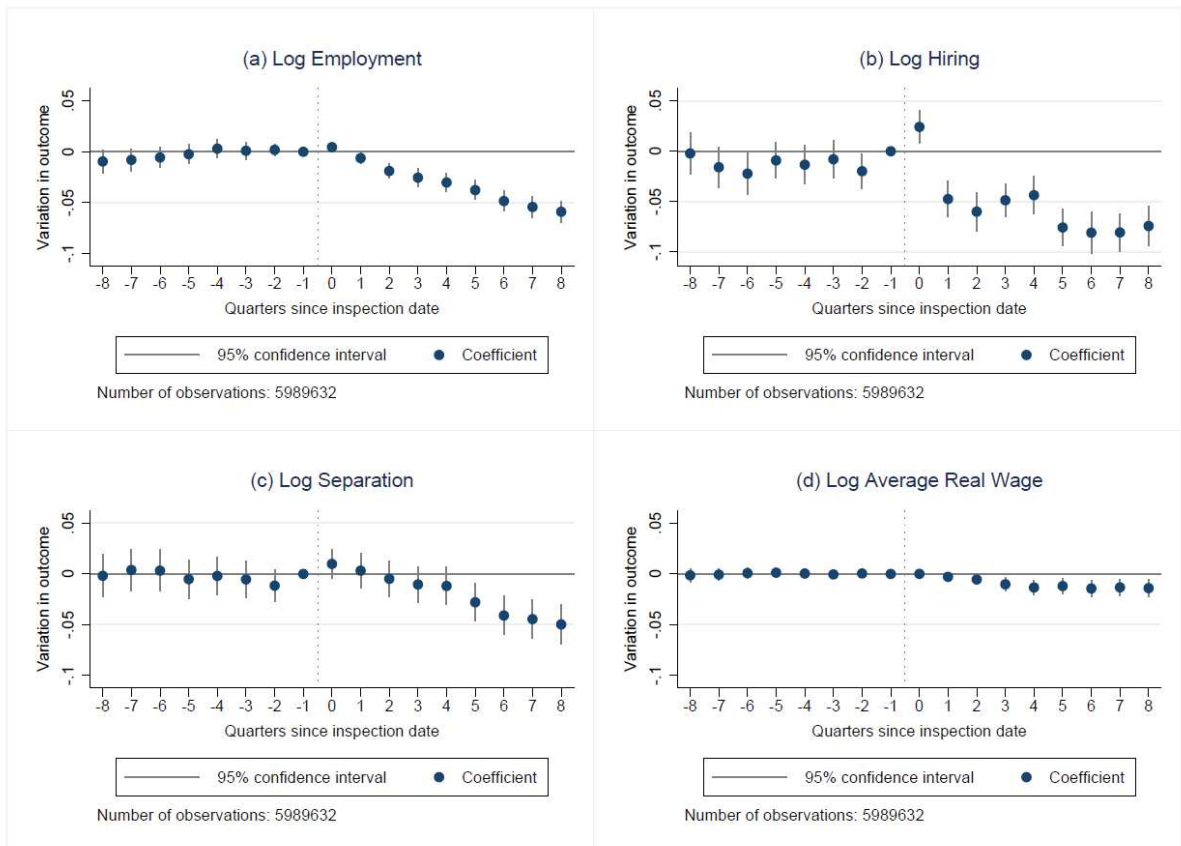 (a) Log Employment
Variation in outcome
.05
0
-.05
-.1
-8 -7 -6 -5 -4 -3 -2 -1 0 1 2 3 4 5 6 7 8
Quarters since inspection date
95% confidence interval Coefficient
Number of observations: 5989632
(b) Log Hiring
Variation in outcome
.05
0
-.05
-.1
-8 -7 -6 -5 -4 -3 -2 -1 0 1 2 3 4 5 6 7 8
Quarters since inspection date
95% confidence interval Coefficient
Number of observations: 5989632
(c) Log Separation
Variation in outcome
.05
0
-.05
-.1
-8 -7 -6 -5 -4 -3 -2 -1 0 1 2 3 4 5 6 7 8
Quarters since inspection date
95% confidence interval Coefficient
Number of observations: 5989632
(d) Log Average Real Wage
Variation in outcome
.05
0
-.05
-.1
-8 -7 -6 -5 -4 -3 -2 -1 0 1 2 3 4 5 6 7 8
Quarters since inspection date
95% confidence interval Coefficient
Number of observations: 5989632